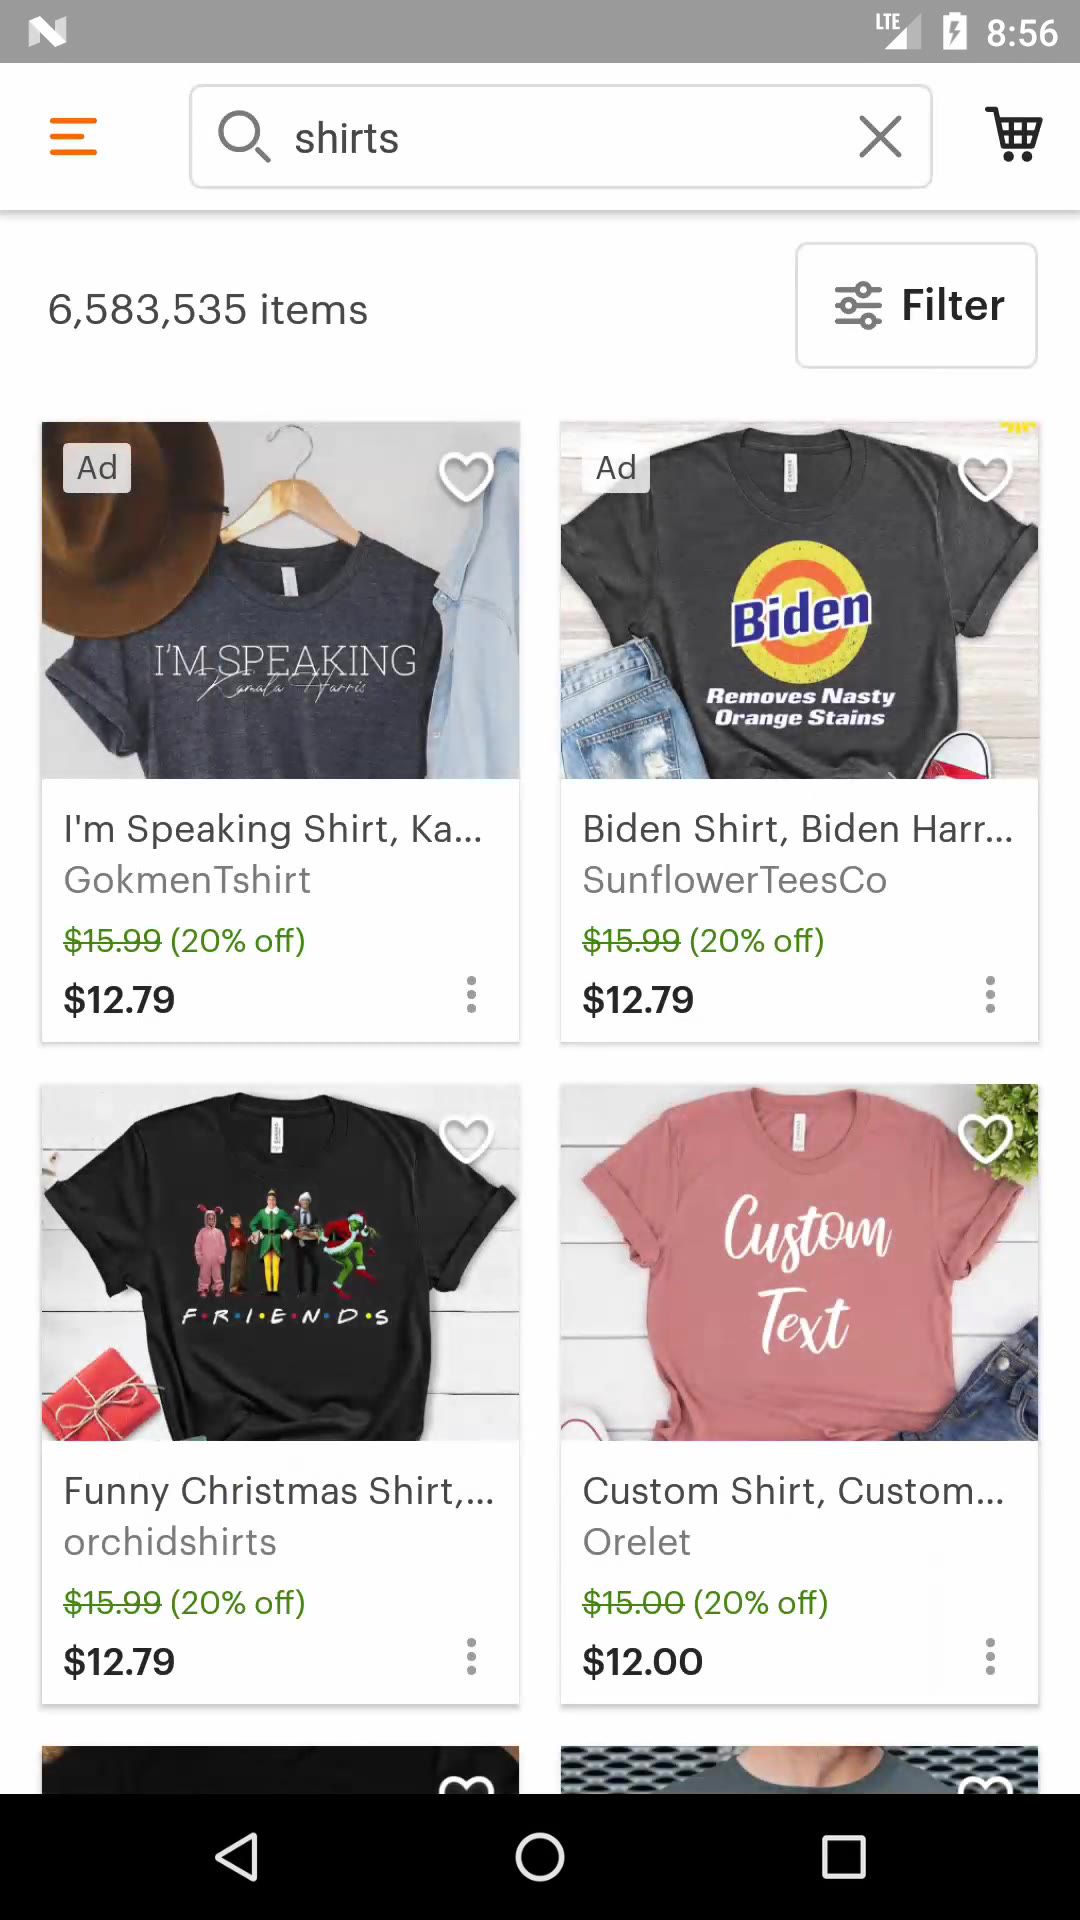 LTE 8:56
shirts
6,583,535 items
Filter
Ad
I'M SPEAKING
Kamala Harris
I'm Speaking Shirt, Ka...
GokmenTshirt
$15.99 (20% off)
$12.79
Ad
Biden
Removes Nasty
Orange Stains
Biden Shirt, Biden Harr...
SunflowerTeesCo
$15.99 (20% off)
$12.79
F•R•I•E•N•D•S
Funny Christmas Shirt,...
orchidshirts
$15.99 (20% off)
$12.79
Custom
Text
Custom Shirt, Custom...
Orelet
$15.00 (20% off)
$12.00